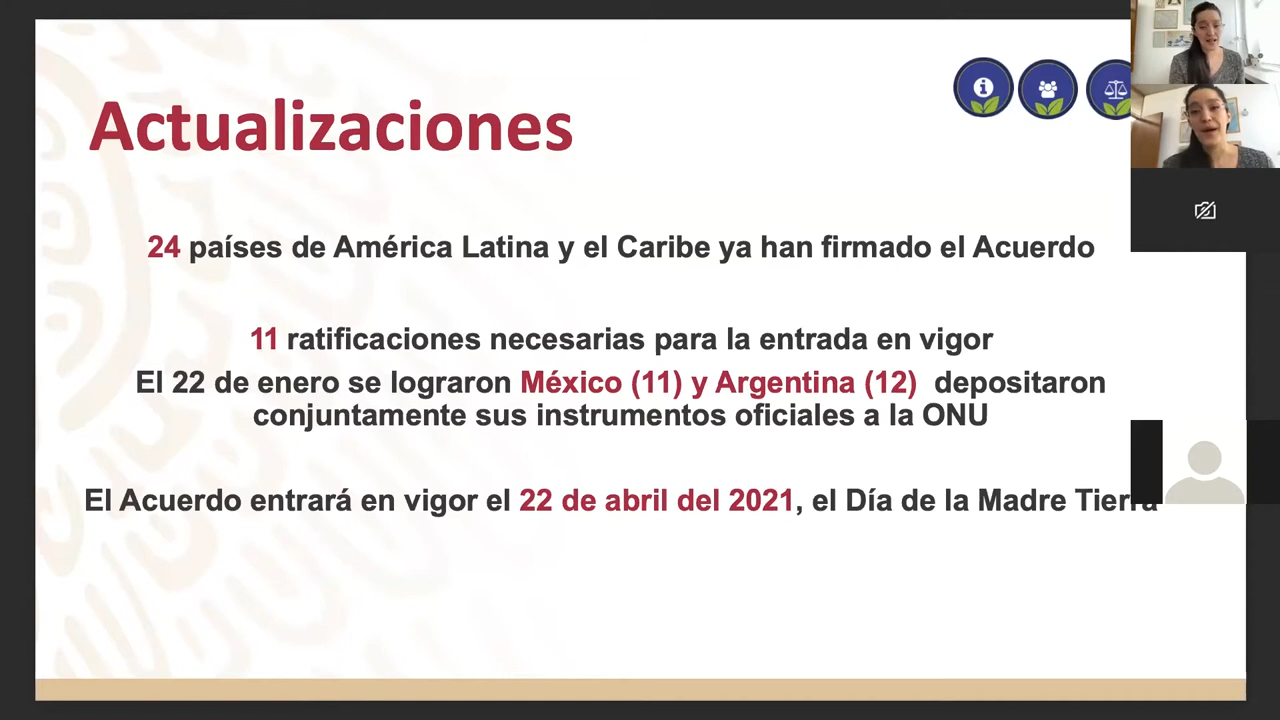 Actualizaciones
24 países de América Latina y el Caribe ya han firmado el Acuerdo
11 ratificaciones necesarias para la entrada en vigor
El 22 de enero se lograron México (11) y Argentina (12) depositaron
conjuntamente sus instrumentos oficiales a la ONU
El Acuerdo entrará en vigor el 22 de abril del 2021, el Día de la Madre Tierra